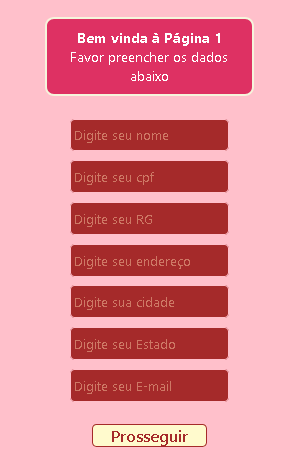 Bem vinda à Página 1
Favor preencher os dados
abaixo
Digite seu nome
Digite seu cpf
Digite seu RG
Digite seu endereço
Digite sua cidade
Digite seu Estado
Digite seu E-mail
Prosseguir